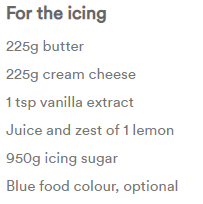 For the icing
225g butter
225g cream cheese
1 tsp vanilla extract
Juice and zest of 1 lemon
950g icing sugar
Blue food colour, optional